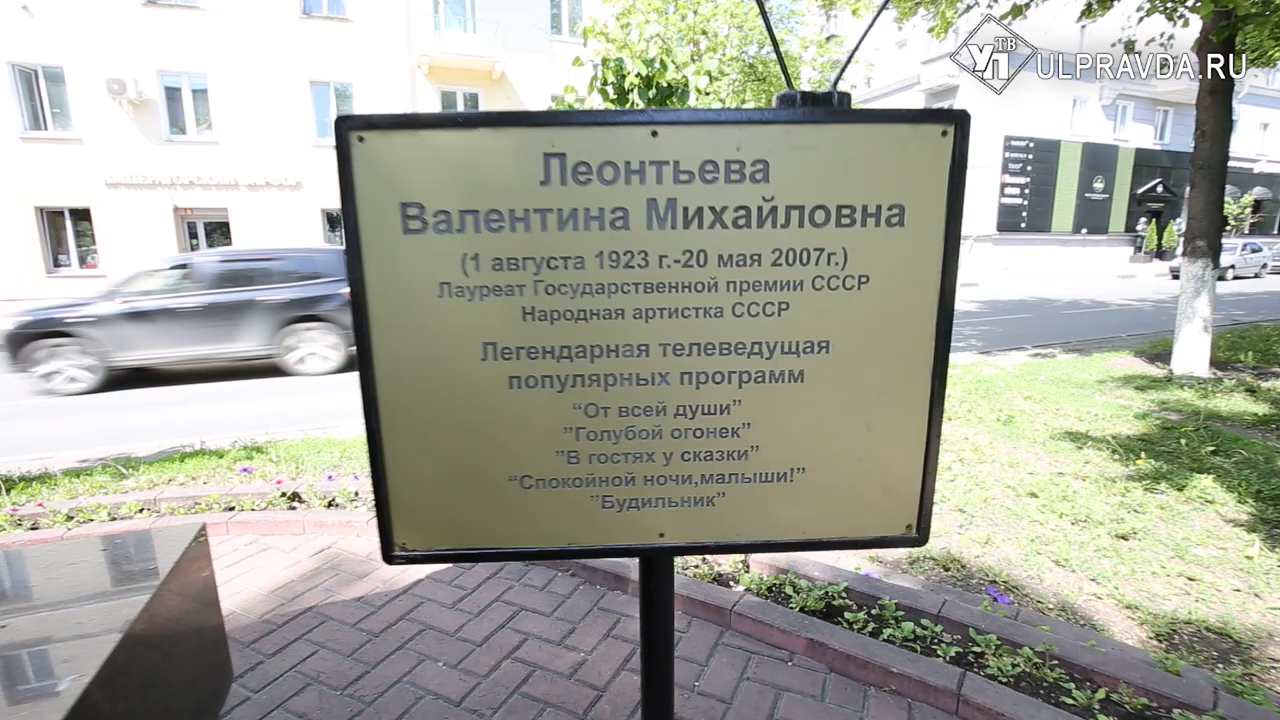 УП ТВ ULPRAVDA.RU
Леонтьева
Валентина Михайловна
(1 августа 1923 г.-20 мая 2007г.)
Лауреат Государственной премии СССР
Народная артистка СССР
Легендарная телеведущая
популярных программ
“От всей души”
”Голубой огонек”
”В гостях у сказки”
“Спокойной ночи,малыши!”
”Будильник”